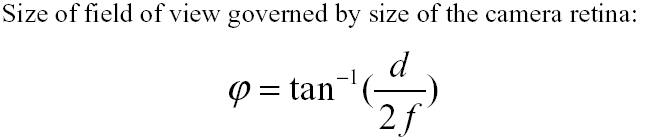 Size of field of view governed by size of the camera retina:
φ = tan⁻¹(d/2f)